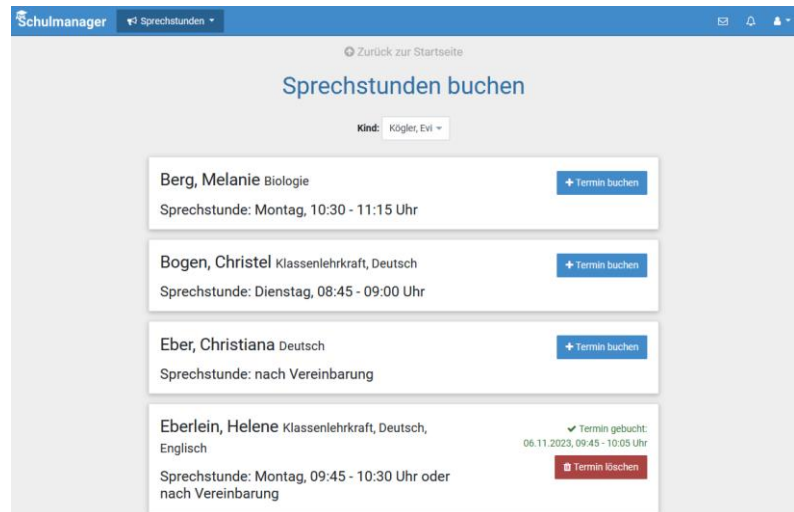 Schulmanager Sprechstunden
Zurück zur Startseite
Sprechstunden buchen
Kind: Kögler, Evi
Berg, Melanie Biologie
+ Termin buchen
Sprechstunde: Montag, 10:30 - 11:15 Uhr
Bogen, Christel Klassenlehrkraft, Deutsch
+ Termin buchen
Sprechstunde: Dienstag, 08:45 - 09:00 Uhr
Eber, Christiana Deutsch
+ Termin buchen
Sprechstunde: nach Vereinbarung
Eberlein, Helene Klassenlehrkraft, Deutsch,
Englisch
Sprechstunde: Montag, 09:45 - 10:30 Uhr oder
nach Vereinbarung
✔ Termin gebucht:
06.11.2023, 09:45 - 10:05 Uhr
Termin löschen